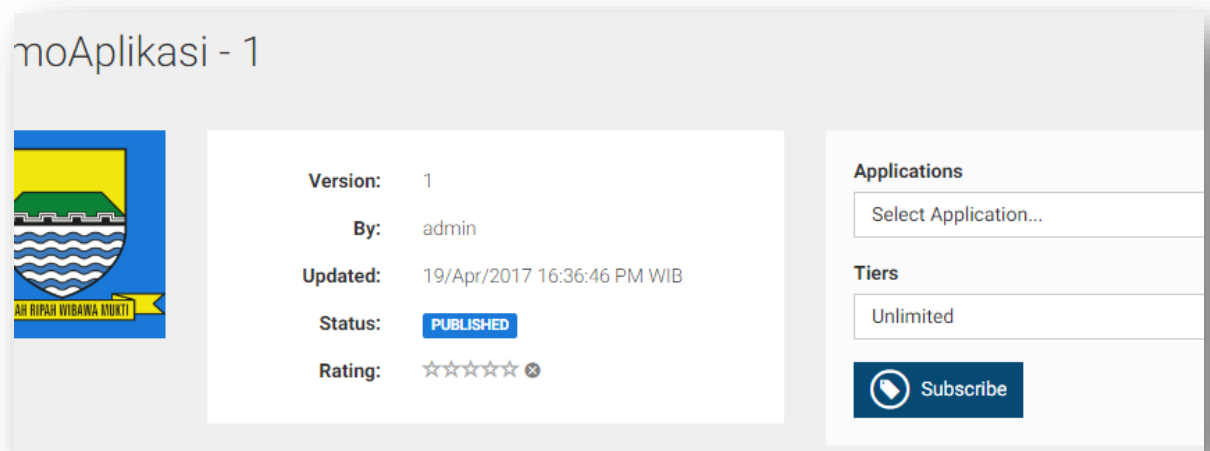 moAplikasi - 1
AH RIPAH WIBAWA MUKTI
Version: 1
By: admin
Updated: 19/Apr/2017 16:36:46 PM WIB
Status: PUBLISHED
Rating:
Applications
Select Application...
Tiers
Unlimited
Subscribe